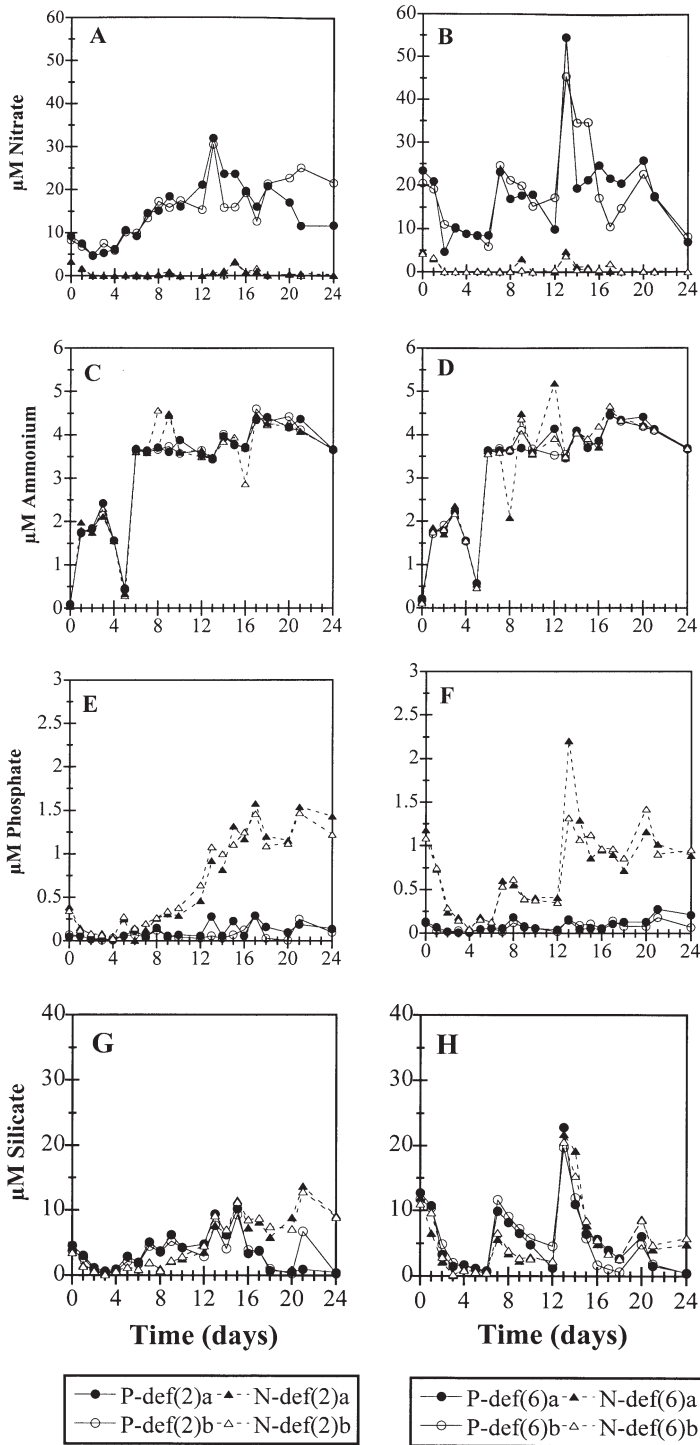 A
µM Nitrate
60
50
40
30
20
10
0
0 4 8 12 16 20 24
B
60
50
40
30
20
10
0
0 4 8 12 16 20 24
C
µM Ammonium
6
5
4
3
2
1
0
0 4 8 12 16 20 24
D
6
5
4
3
2
1
0
0 4 8 12 16 20 24
E
µM Phosphate
3
2.5
2
1.5
1
0.5
0
0 4 8 12 16 20 24
F
3
2.5
2
1.5
1
0.5
0
0 4 8 12 16 20 24
G
µM Silicate
40
30
20
10
0
0 4 8 12 16 20 24
Time (days)
H
40
30
20
10
0
0 4 8 12 16 20 24
Time (days)
P-def(2)a N-def(2)a
P-def(2)b N-def(2)b
P-def(6)a N-def(6)a
P-def(6)b N-def(6)b